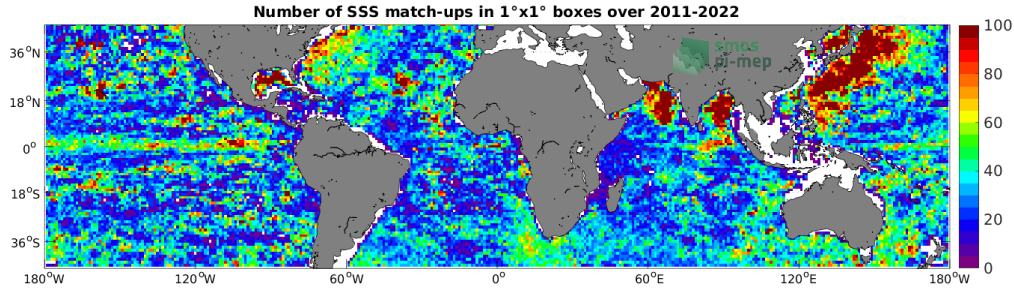 Number of SSS match-ups in 1°x1° boxes over 2011-2022
smos
pi-mep
36°N
18°N
0°
18°S
36°S
180°W
120°W
60°W
0°
60°E
120°E
180°W
100
80
60
40
20
0